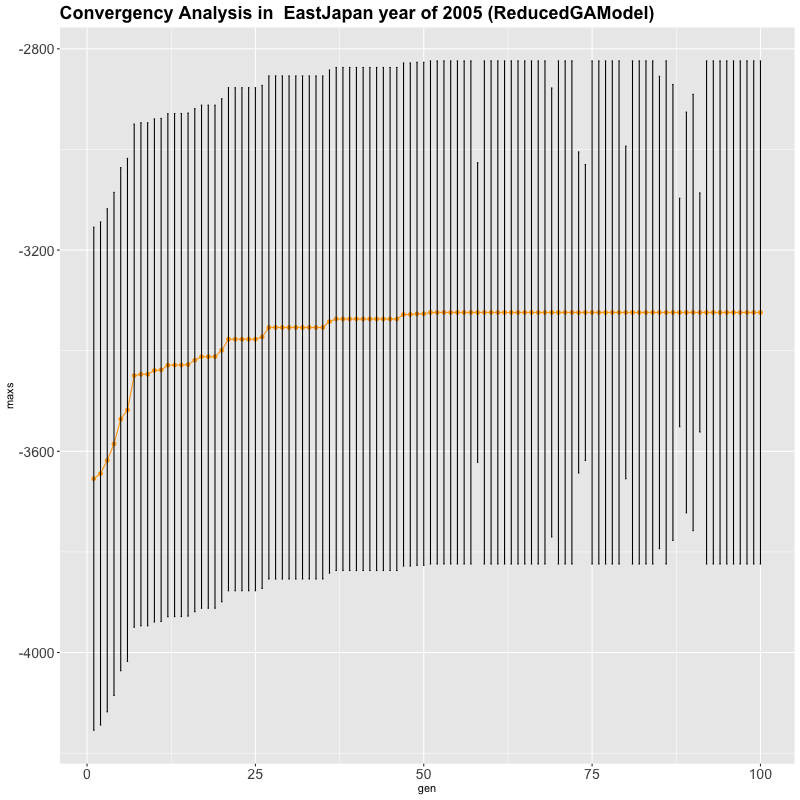 Convergency Analysis in  EastJapan year of 2005 (ReducedGAModel)
-2800
-3200
-3600
-4000
maxs
0 25 50 75 100
gen